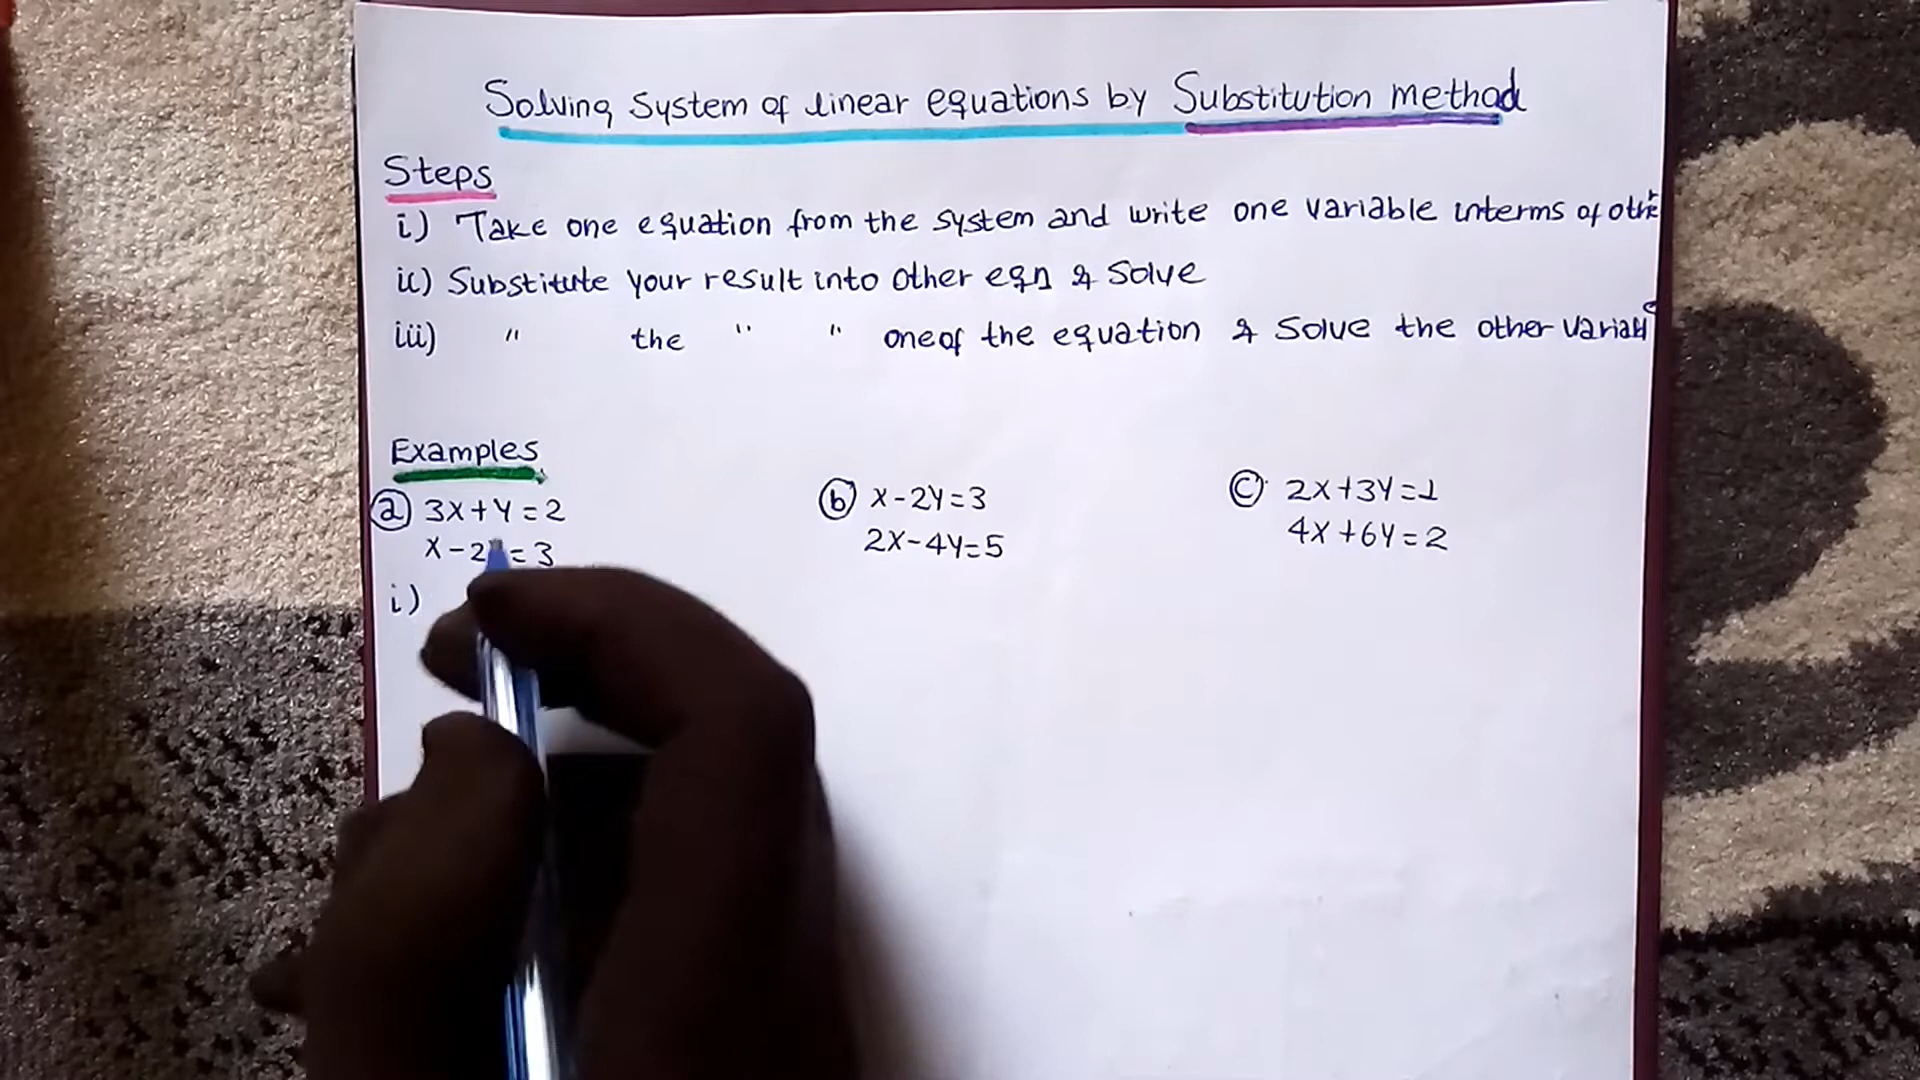 Solving System of linear equations by Substitution method
Steps
i) Take one equation from the system and write one variable interms of
ii) Substitute your result into other eqn & Solve
iii) " the " " one of the equation & Solve the other
Examples
(a) 3x+y=2
x-2 =3
i)
(b) x-2y=3
2x-4y=5
(c) 2x+3y=1
4x+6y=2